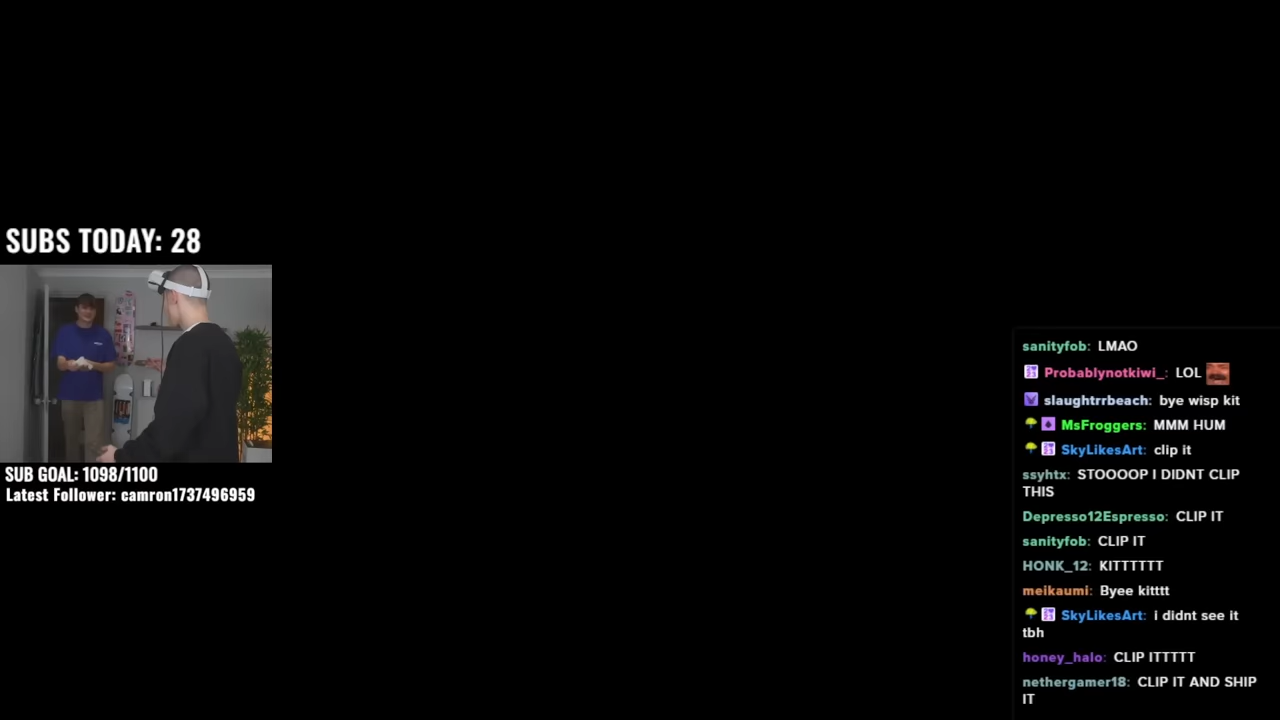 SUBS TODAY: 28
SUB GOAL: 1098/1100
Latest Follower: camron1737496959
sanityfob: LMAO
Probablynotkiwi_: LOL
slaughtrrbeach: bye wisp kit
MsFroggers: MMM HUM
SkyLikesArt: clip it
ssyhtx: STOOOOP I DIDNT CLIP
THIS
Depresso12Espresso: CLIP IT
sanityfob: CLIP IT
HONK_12: KITTTTTT
meikaumi: Byee kitttt
SkyLikesArt: i didnt see it
tbh
honey_halo: CLIP ITTTTT
nethergamer18: CLIP IT AND SHIP
IT